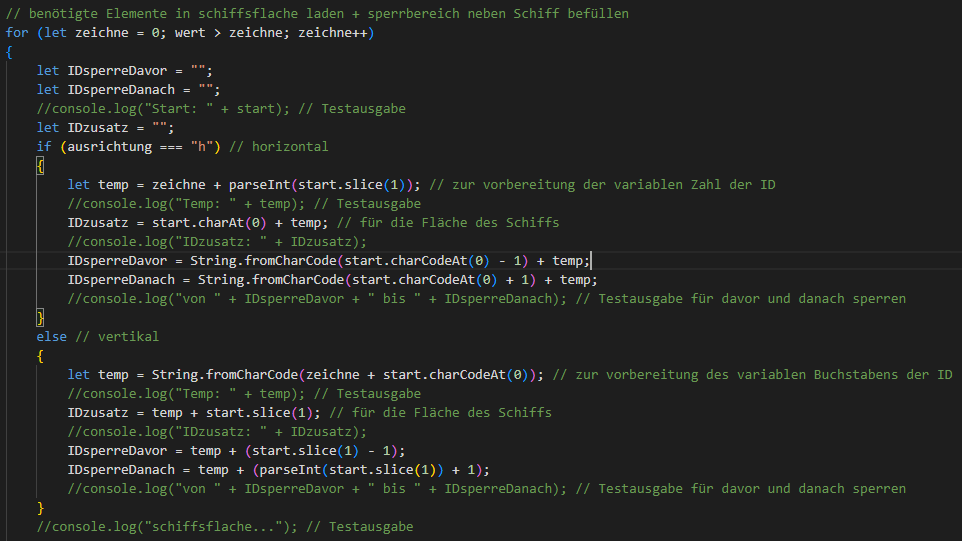 // benötigte Elemente in schiffsflache laden + sperrbereich neben Schiff befüllen
for (let zeichne = 0; wert > zeichne; zeichne++)
{
let IDsperreDavor = "";
let IDsperreDanach = "";
//console.log("Start: " + start); // Testausgabe
let IDzusatz = "";
if (ausrichtung === "h") // horizontal
{
let temp = zeichne + parseInt(start.slice(1)); // zur vorbereitung der variablen Zahl der ID
//console.log("Temp: " + temp); // Testausgabe
IDzusatz = start.charAt(0) + temp; // für die Fläche des Schiffs
//console.log("IDzusatz: " + IDzusatz);
IDsperreDavor = String.fromCharCode(start.charCodeAt(0) - 1) + temp;
IDsperreDanach = String.fromCharCode(start.charCodeAt(0) + 1) + temp;
//console.log("von " + IDsperreDavor + " bis " + IDsperreDanach); // Testausgabe für davor und danach sperren
}
else // vertikal
{
let temp = String.fromCharCode(zeichne + start.charCodeAt(0)); // zur vorbereitung des variablen Buchstabens der ID
//console.log("Temp: " + temp); // Testausgabe
IDzusatz = temp + start.slice(1); // für die Fläche des Schiffs
//console.log("IDzusatz: " + IDzusatz);
IDsperreDavor = temp + (start.slice(1) - 1);
IDsperreDanach = temp + (parseInt(start.slice(1)) + 1);
//console.log("von " + IDsperreDavor + " bis " + IDsperreDanach); // Testausgabe für davor und danach sperren
}
//console.log("schiffsflache..."); // Testausgabe